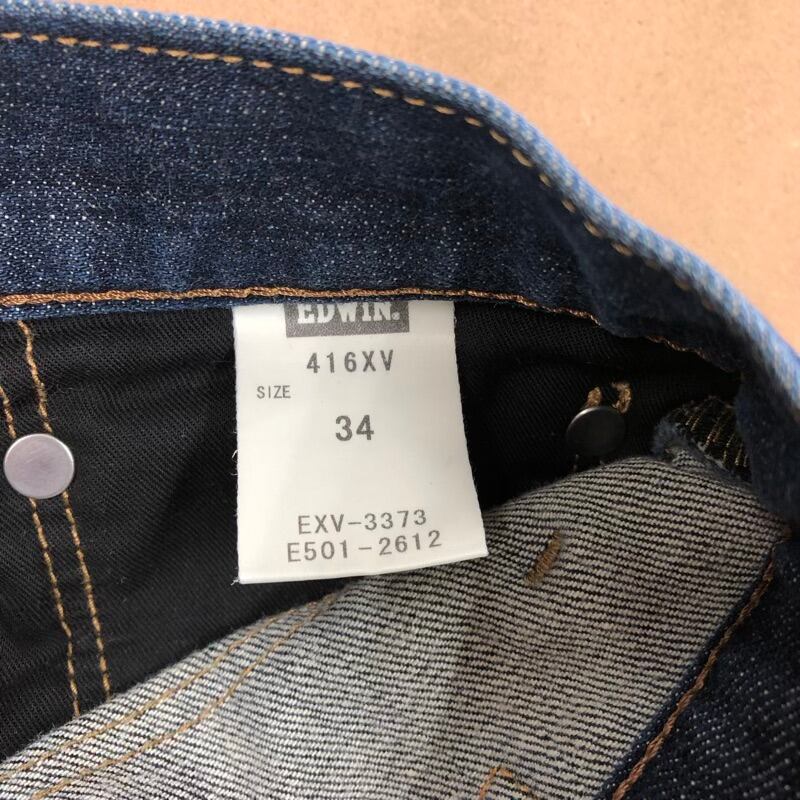 EDWIN.
416XV
SIZE
34
EXV-3373
E501-2612